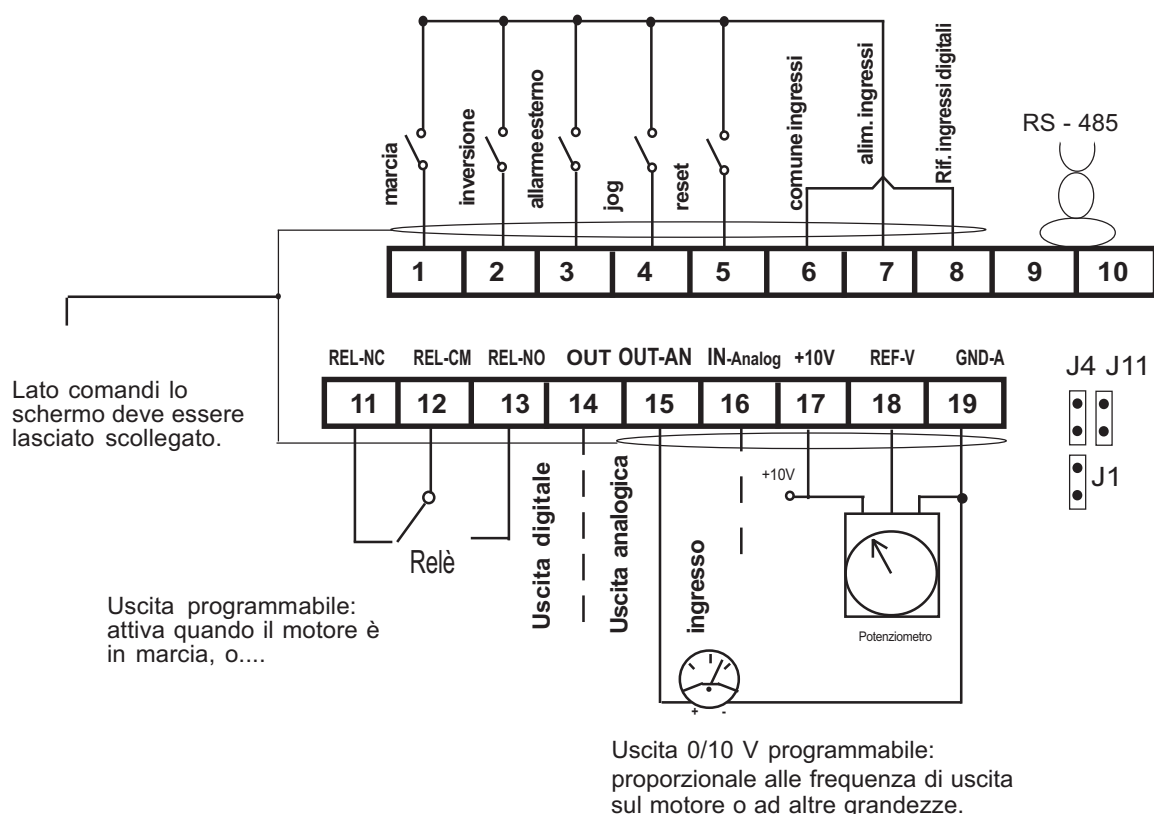 marcia
inversione
allarme esterno
jog
reset
comune ingressi
alim. ingressi
Rif. ingressi digitali
RS - 485
1 2 3 4 5 6 7 8 9 10
REL-NC REL-CM REL-NO OUT OUT-AN IN-Analog +10V REF-V GND-A
11 12 13 14 15 16 17 18 19
J4 J11
J1
Lato comandi lo
schermo deve essere
lasciato scollegato.
Relè
Uscita digitale
Uscita analogica
ingresso
+10V
Potenziometro
+ -
Uscita programmabile:
attiva quando il motore è
in marcia, o....
Uscita 0/10 V programmabile:
proporzionale alle frequenza di uscita
sul motore o ad altre grandezze.